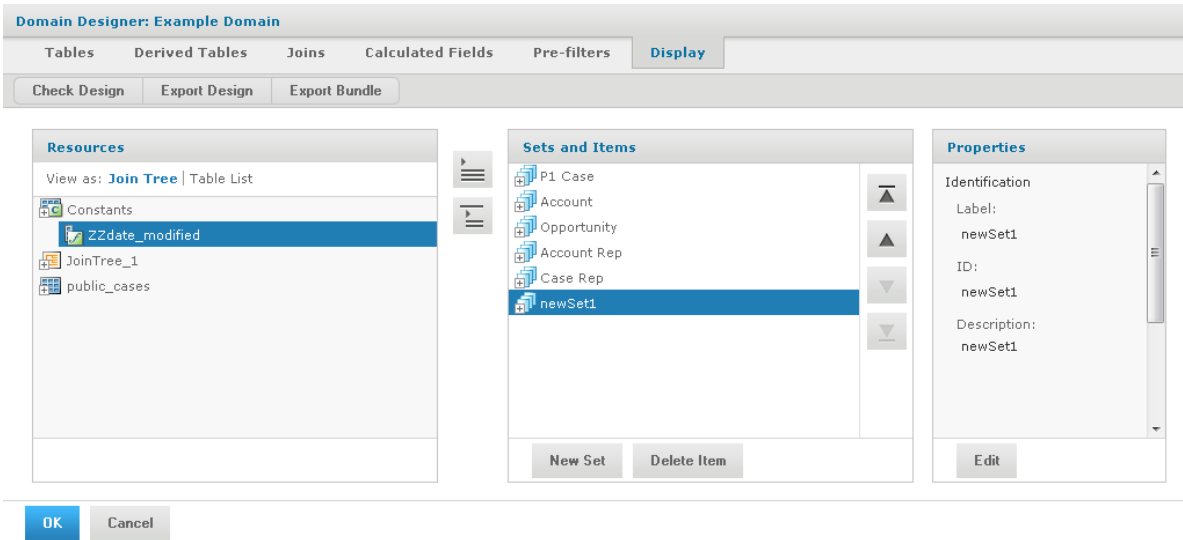 Domain Designer: Example Domain
Tables Derived Tables Joins Calculated Fields Pre-filters Display
Check Design Export Design Export Bundle
Resources
View as: Join Tree | Table List
Constants
ZZdate_modified
JoinTree_1
public_cases
Sets and Items
P1 Case
Account
Opportunity
Account Rep
Case Rep
newSet1
New Set Delete Item
Properties
Identification
Label:
newSet1
ID:
newSet1
Description:
newSet1
Edit
OK Cancel